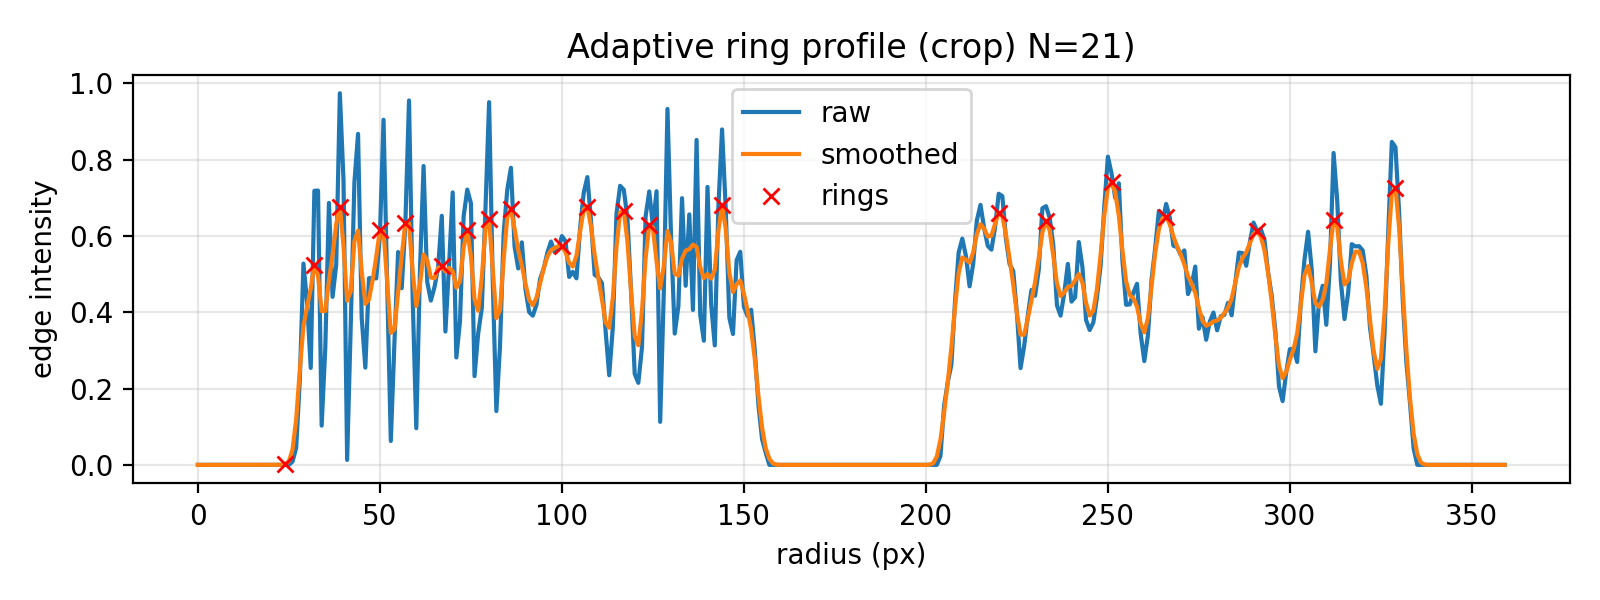 Adaptive ring profile (crop) N=21)
1.0
0.8
0.6
0.4
0.2
0.0
edge intensity
raw
smoothed
rings
0 50 100 150 200 250 300 350
radius (px)